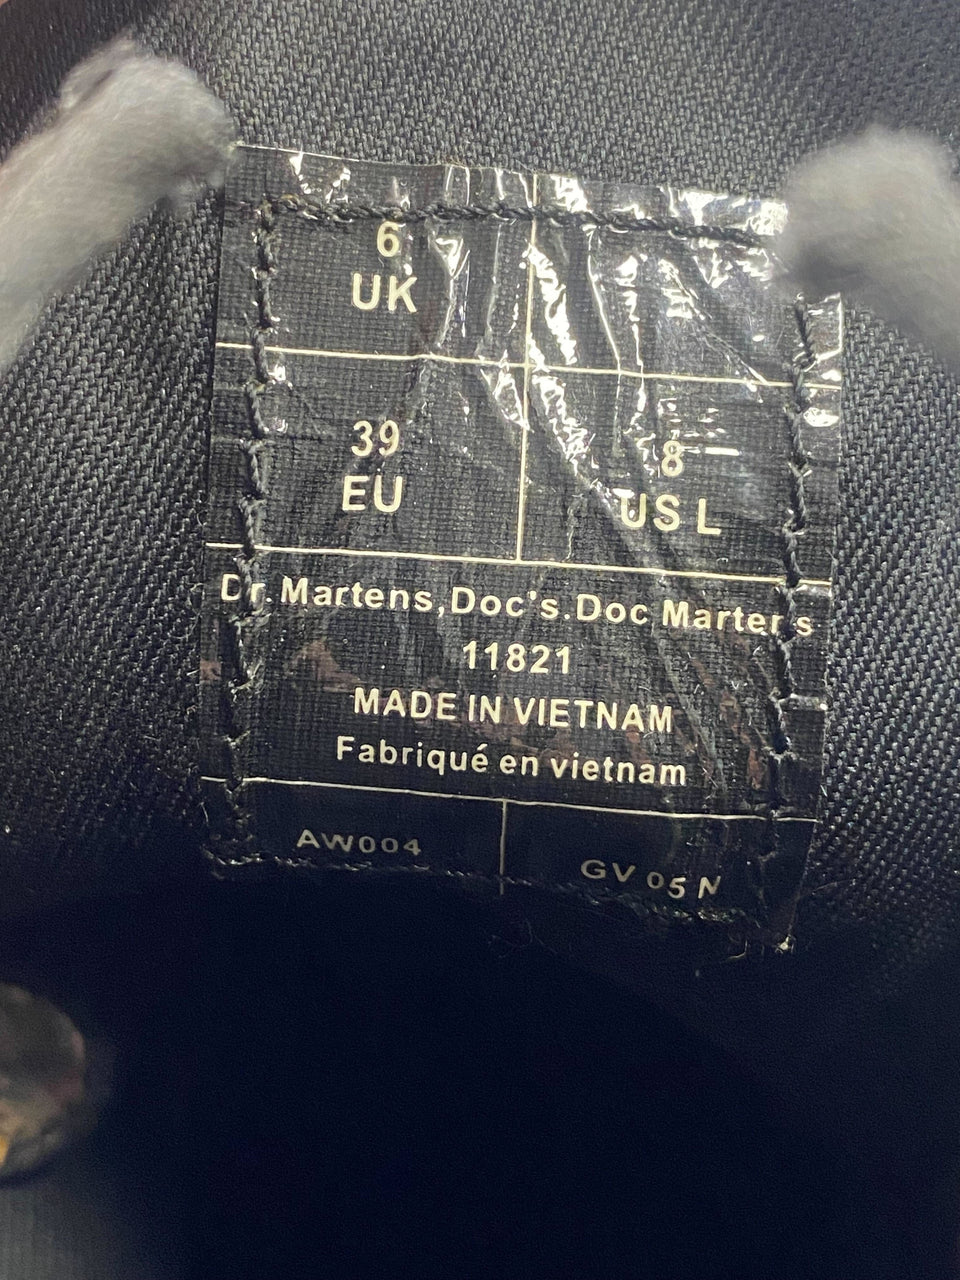 6
UK
39
EU
8
US L
Dr.Martens,Doc's.Doc Martens
11821
MADE IN VIETNAM
Fabriqué en vietnam
AW004
GV 05 N